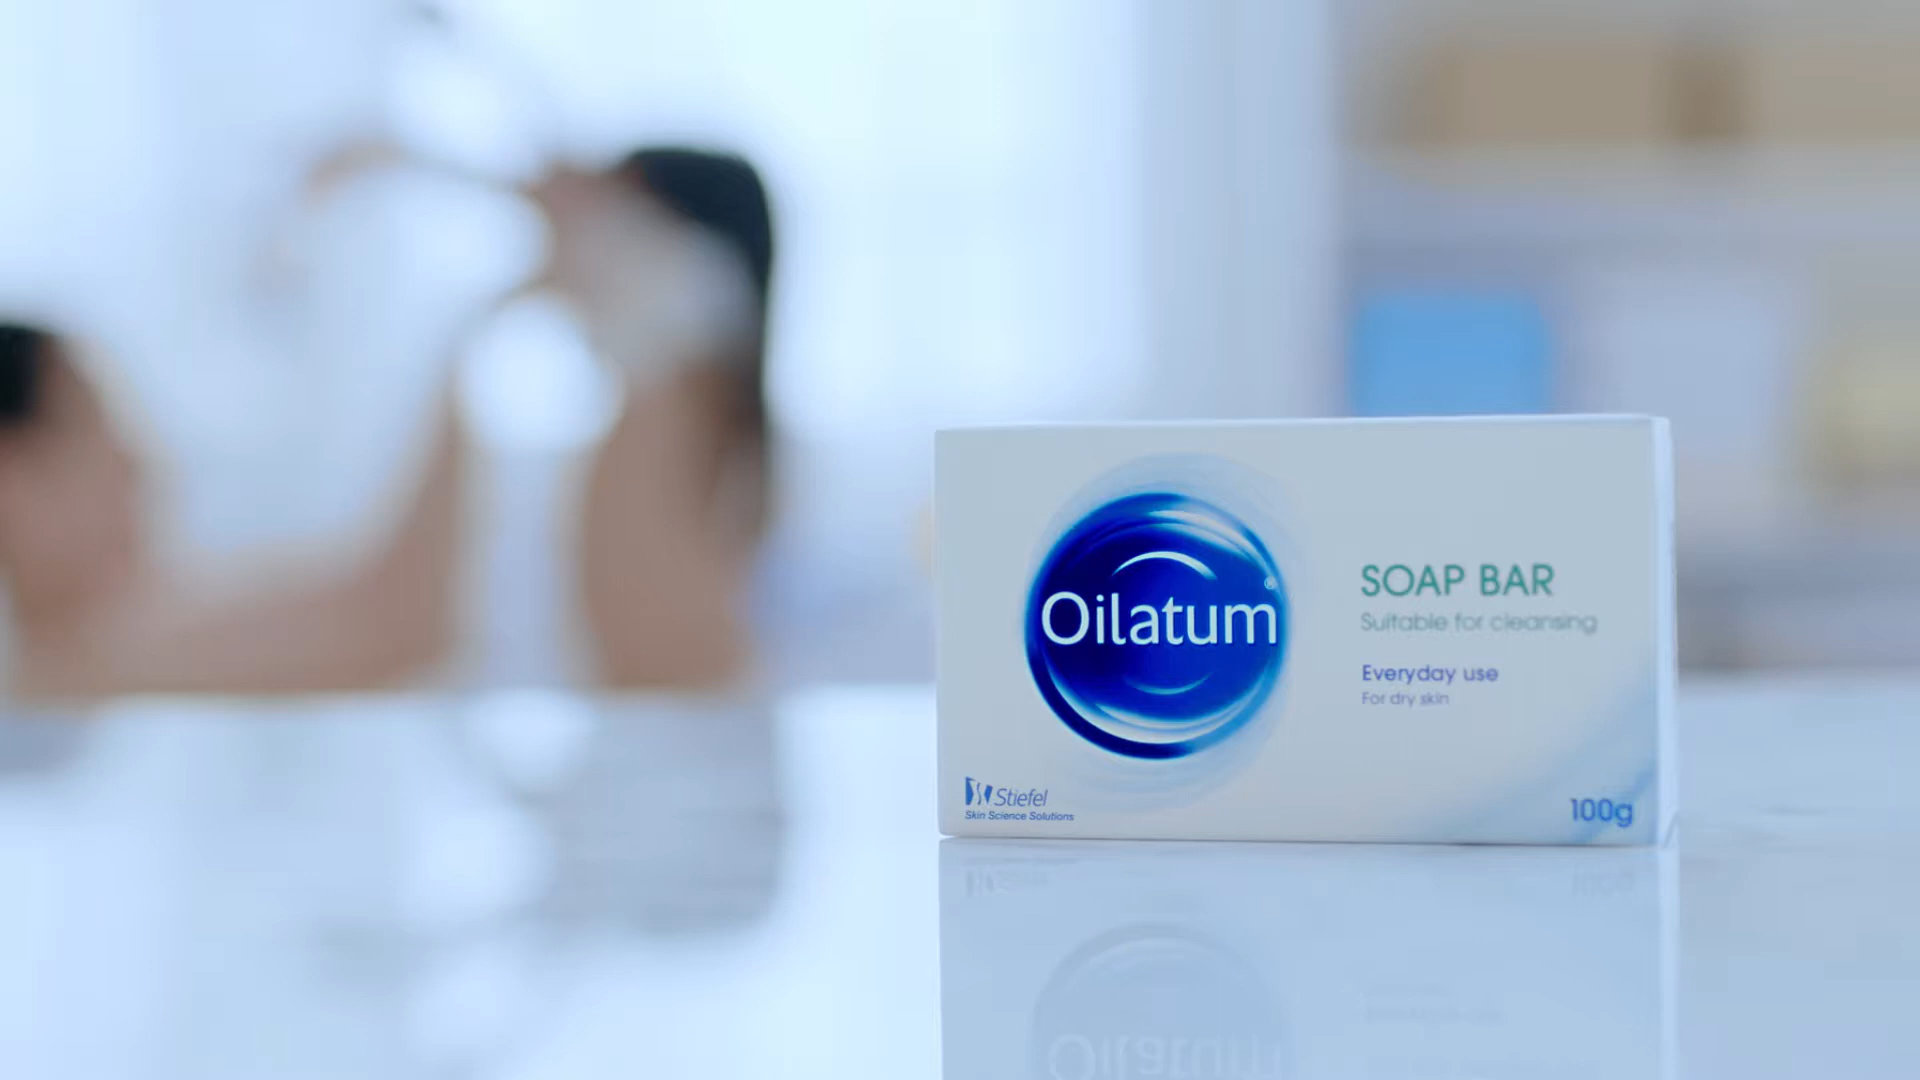 Oilatum®
SOAP BAR
Suitable for cleansing
Everyday use
For dry skin
Stiefel
Skin Science Solutions
100g